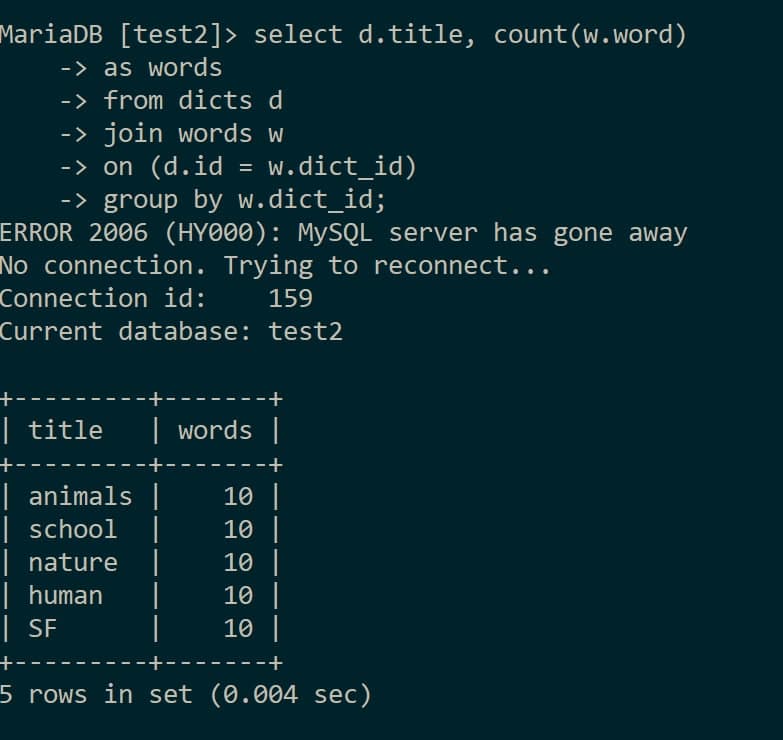 MariaDB [test2]> select d.title, count(w.word)
    -> as words
    -> from dicts d
    -> join words w
    -> on (d.id = w.dict_id)
    -> group by w.dict_id;
ERROR 2006 (HY000): MySQL server has gone away
No connection. Trying to reconnect...
Connection id:    159
Current database: test2

+---------+-------+
| title   | words |
+---------+-------+
| animals |    10 |
| school  |    10 |
| nature  |    10 |
| human   |    10 |
| SF      |    10 |
+---------+-------+
5 rows in set (0.004 sec)